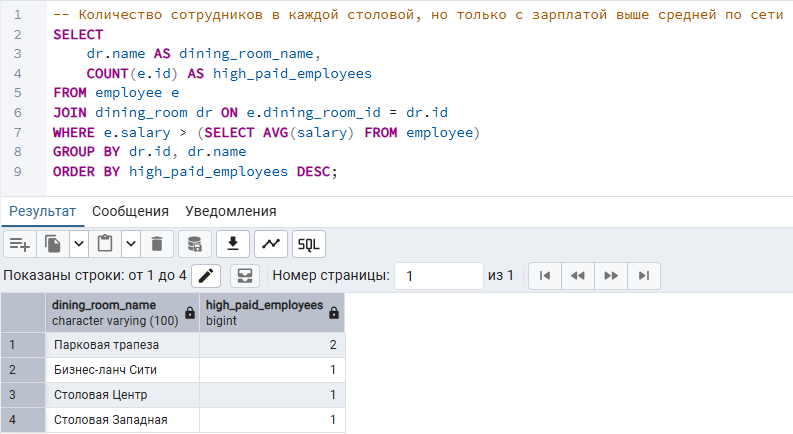 1 -- Количество сотрудников в каждой столовой, но только с зарплатой выше средней по сети
2 SELECT
3 dr.name AS dining_room_name,
4 COUNT(e.id) AS high_paid_employees
5 FROM employee e
6 JOIN dining_room dr ON e.dining_room_id = dr.id
7 WHERE e.salary > (SELECT AVG(salary) FROM employee)
8 GROUP BY dr.id, dr.name
9 ORDER BY high_paid_employees DESC;
Результат Сообщения Уведомления
SQL
Показаны строки: от 1 до 4 Номер страницы: 1 из 1
dining_room_name high_paid_employees
character varying (100) bigint
1 Парковая трапеза 2
2 Бизнес-ланч Сити 1
3 Столовая Центр 1
4 Столовая Западная 1